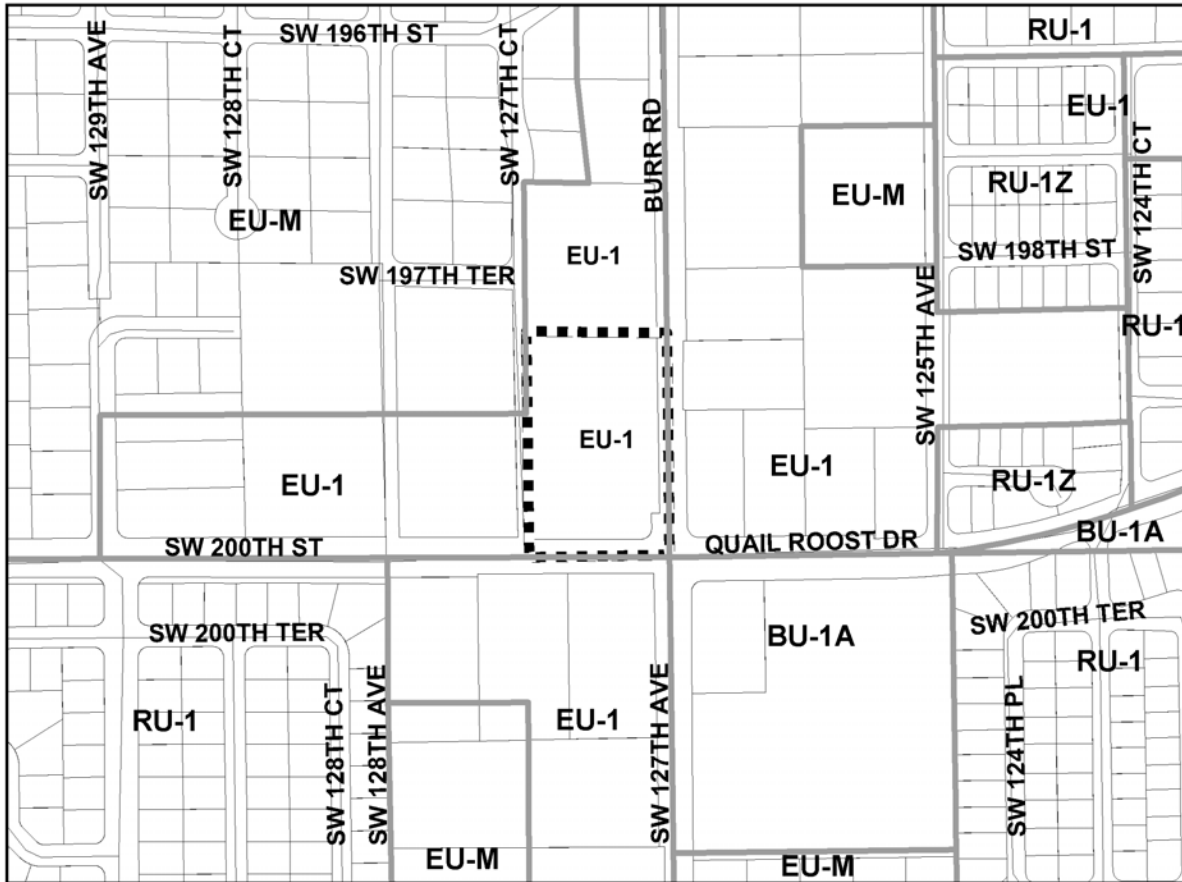 SW 196TH ST
RU-1
SW 129TH AVE
SW 128TH CT
SW 127TH CT
BURR RD
EU-1
SW 124TH CT
EU-M
RU-1Z
EU-M
EU-1
SW 198TH ST
SW 197TH TER
SW 125TH AVE
RU-1
EU-1
EU-1
EU-1
RU-1Z
BU-1A
SW 200TH ST
QUAIL ROOST DR
SW 200TH TER
SW 200TH TER
BU-1A
RU-1
SW 128TH CT
SW 128TH AVE
RU-1
EU-1
SW 127TH AVE
SW 124TH PL
EU-M
EU-M